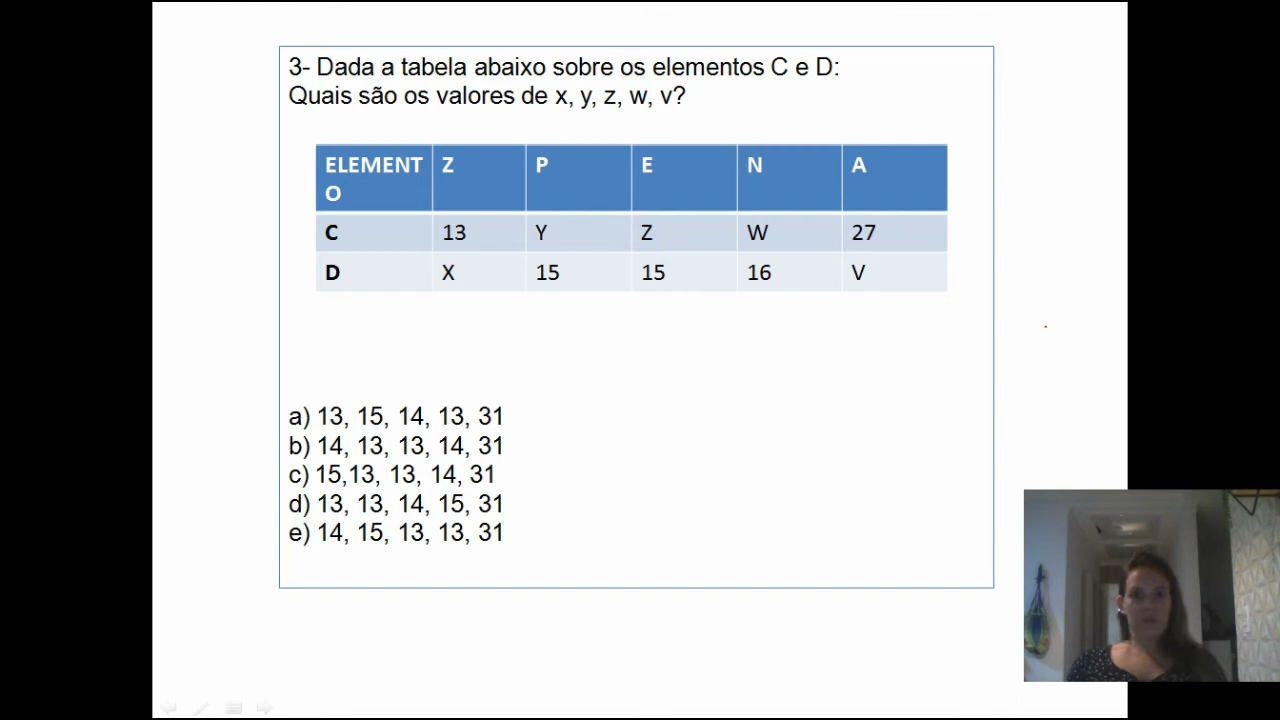 3- Dada a tabela abaixo sobre os elementos C e D:
Quais são os valores de x, y, z, w, v?
ELEMENTO Z P E N A
C 13 Y Z W 27
D X 15 15 16 V
a) 13, 15, 14, 13, 31
b) 14, 13, 13, 14, 31
c) 15,13, 13, 14, 31
d) 13, 13, 14, 15, 31
e) 14, 15, 13, 13, 31